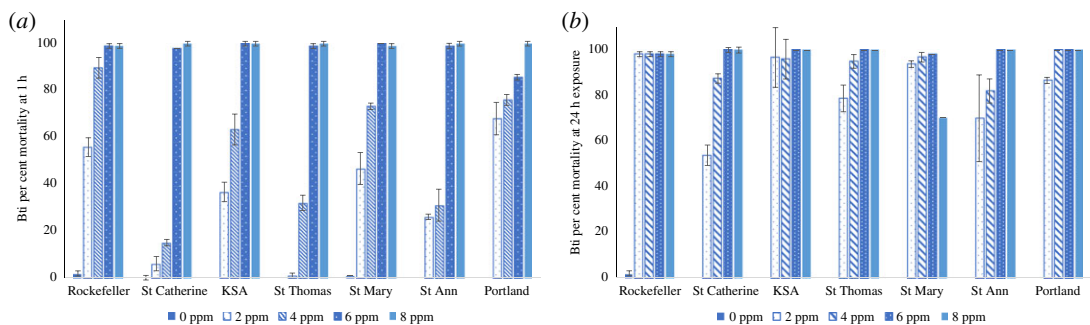 (a)
Bti per cent mortality at 1 h
100
80
60
40
20
0
Rockefeller St Catherine KSA St Thomas St Mary St Ann Portland
0 ppm 2 ppm 4 ppm 6 ppm 8 ppm
(b)
Bti per cent mortality at 24 h exposure
100
80
60
40
20
0
Rockefeller St Catherine KSA St Thomas St Mary St Ann Portland
0 ppm 2 ppm 4 ppm 6 ppm 8 ppm